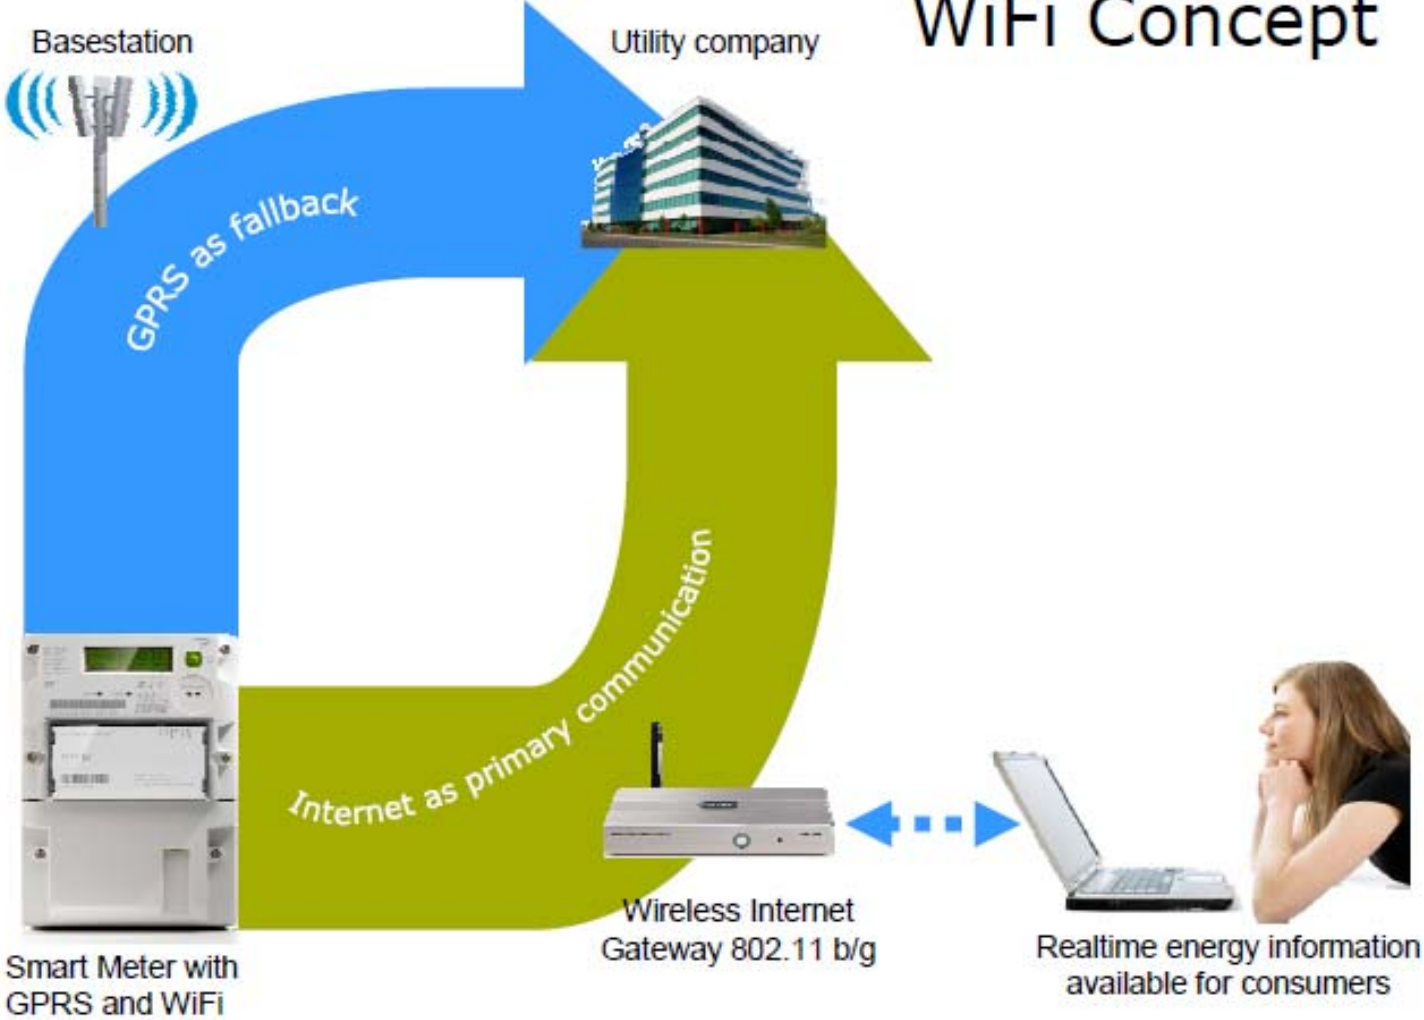 WiFi Concept
Basestation
Utility company
GPRS as fallback
Internet as primary communication
Wireless Internet
Gateway 802.11 b/g
Smart Meter with
GPRS and WiFi
Realtime energy information
available for consumers